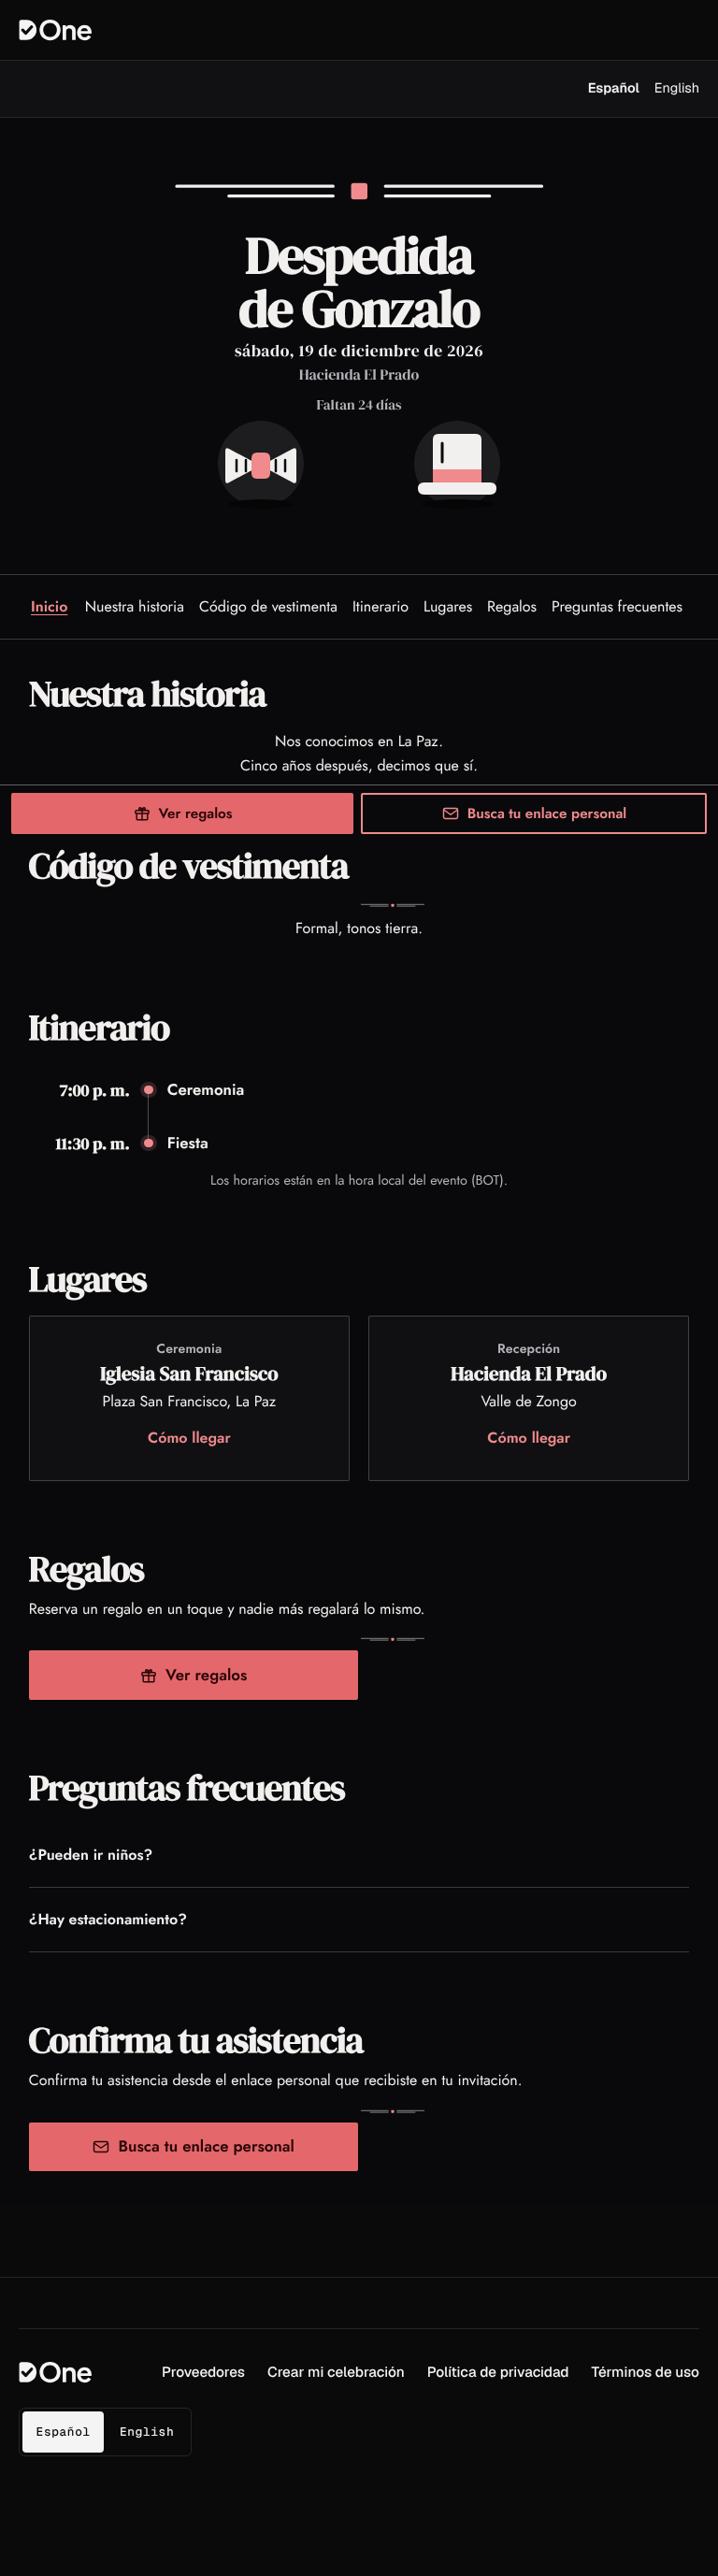 One
Español English
Despedida
de Gonzalo
sábado, 19 de diciembre de 2026
Hacienda El Prado
Faltan 24 días
Inicio Nuestra historia Código de vestimenta Itinerario Lugares Regalos Preguntas frecuentes
Nuestra historia
Nos conocimos en La Paz.
Cinco años después, decimos que sí.
Ver regalos Busca tu enlace personal
Código de vestimenta
Formal, tonos tierra.
Itinerario
7:00 p. m. Ceremonia
11:30 p. m. Fiesta
Los horarios están en la hora local del evento (BOT).
Lugares
Ceremonia
Iglesia San Francisco
Plaza San Francisco, La Paz
Cómo llegar
Recepción
Hacienda El Prado
Valle de Zongo
Cómo llegar
Regalos
Reserva un regalo en un toque y nadie más regalará lo mismo.
Ver regalos
Preguntas frecuentes
¿Pueden ir niños?
¿Hay estacionamiento?
Confirma tu asistencia
Confirma tu asistencia desde el enlace personal que recibiste en tu invitación.
Busca tu enlace personal
One Proveedores Crear mi celebración Política de privacidad Términos de uso
Español English